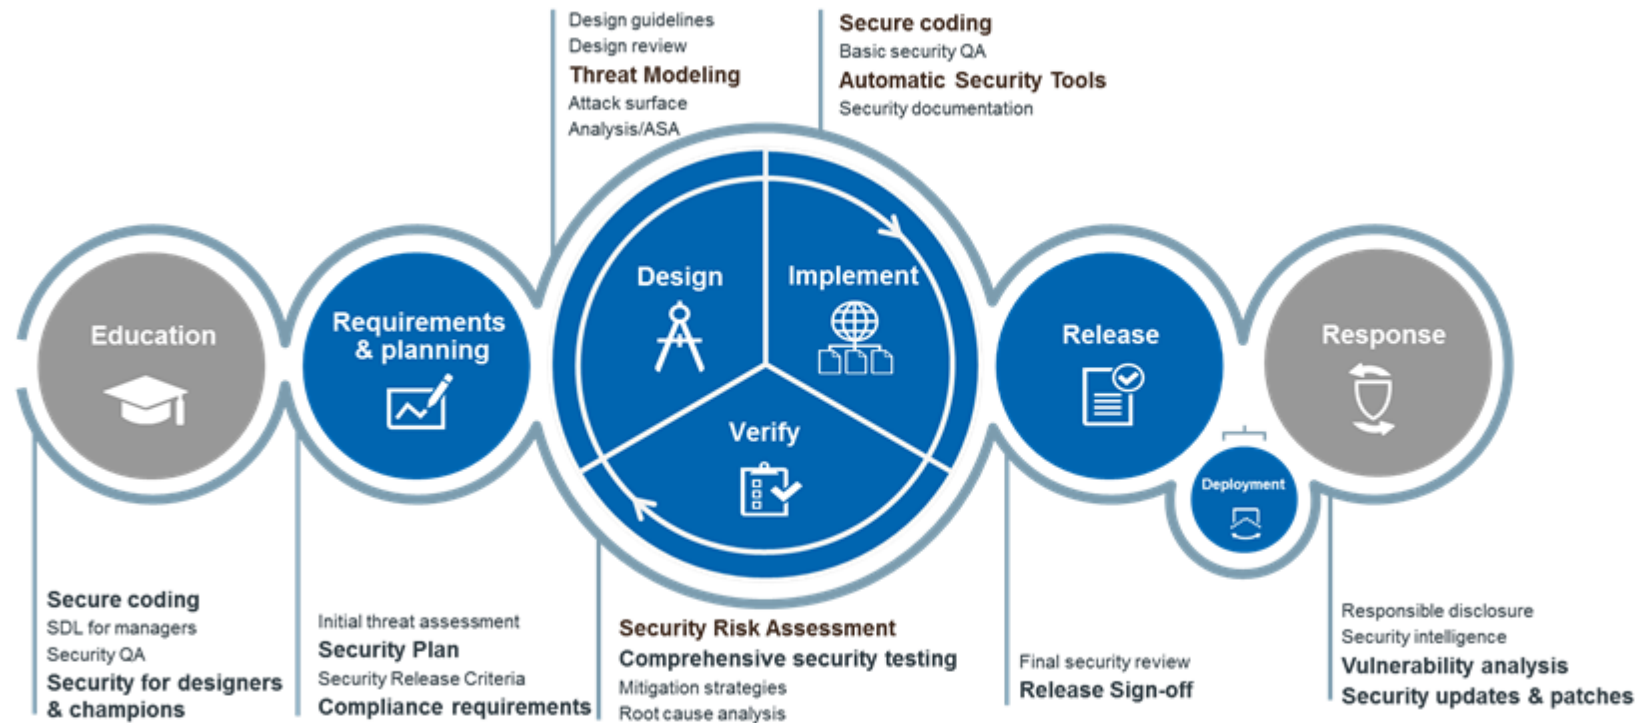 Design guidelines
Design review
Threat Modeling
Attack surface
Analysis/ASA
Secure coding
Basic security QA
Automatic Security Tools
Security documentation
Education
Requirements
& planning
Design
Implement
Verify
Release
Deployment
Response
Secure coding
SDL for managers
Security QA
Security for designers
& champions
Initial threat assessment
Security Plan
Security Release Criteria
Compliance requirements
Security Risk Assessment
Comprehensive security testing
Mitigation strategies
Root cause analysis
Final security review
Release Sign-off
Responsible disclosure
Security intelligence
Vulnerability analysis
Security updates & patches